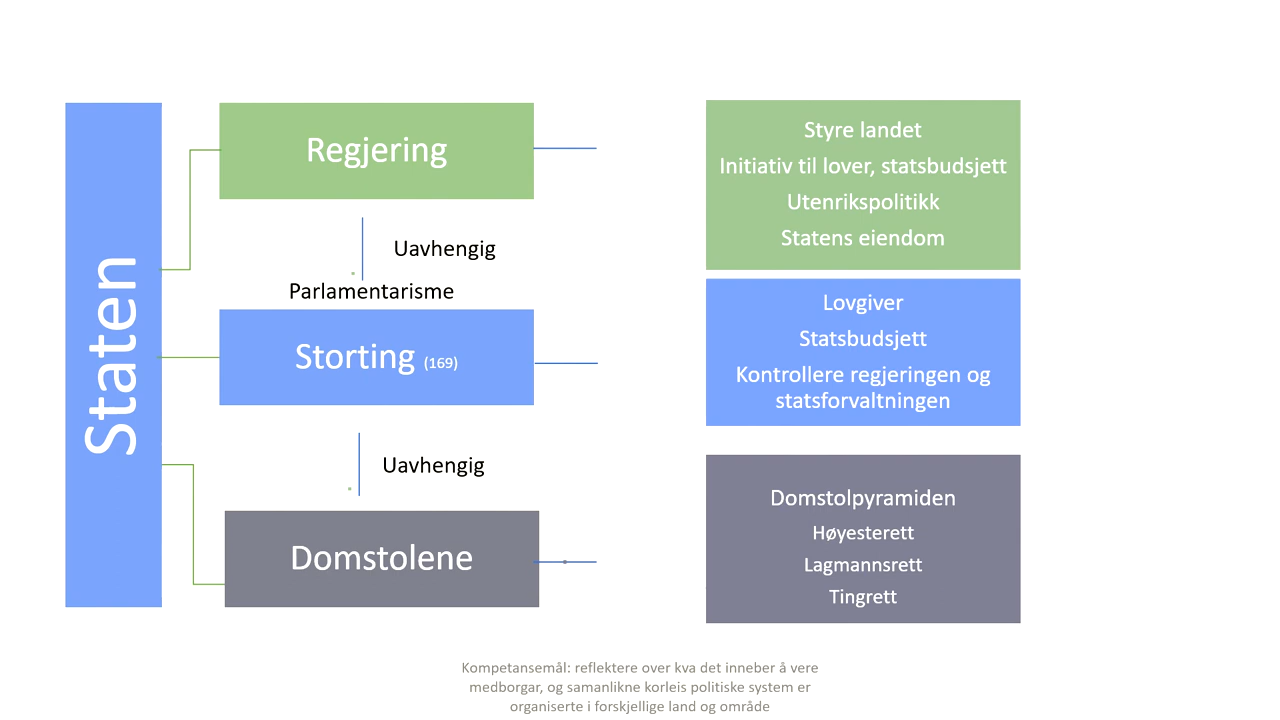 Staten
Regjering
Uavhengig
Parlamentarisme
Storting (169)
Uavhengig
Domstolene
Styre landet
Initiativ til lover, statsbudsjett
Utenrikspolitikk
Statens eiendom
Lovgiver
Statsbudsjett
Kontrollere regjeringen og
statsforvaltningen
Domstolpyramiden
Høyesterett
Lagmannsrett
Tingrett
Kompetansemål: reflektere over kva det inneber å vere
medborgar, og samanlikne korleis politiske system er
organiserte i forskjellige land og område